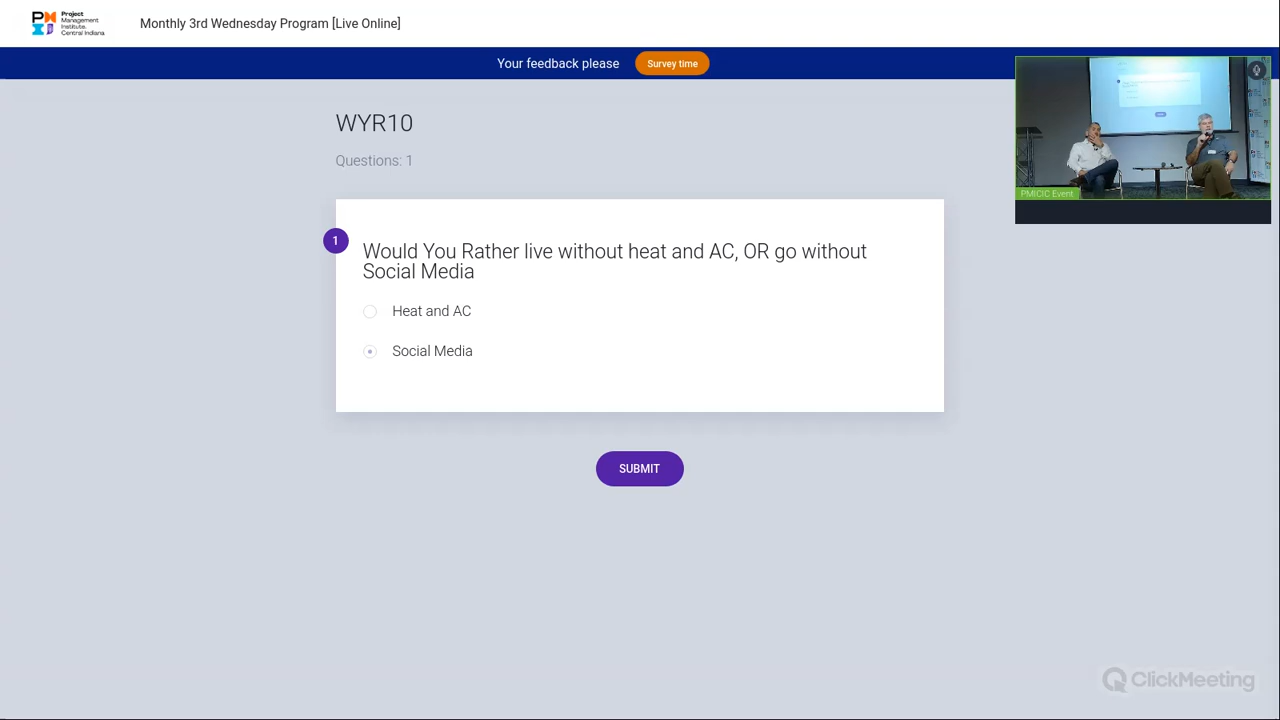 Project
Management
Institute.
Central Indiana
Monthly 3rd Wednesday Program [Live Online]
Your feedback please
Survey time
WYR10
Questions: 1
1
Would You Rather live without heat and AC, OR go without
Social Media
Heat and AC
Social Media
SUBMIT
PMICIC Event
ClickMeeting